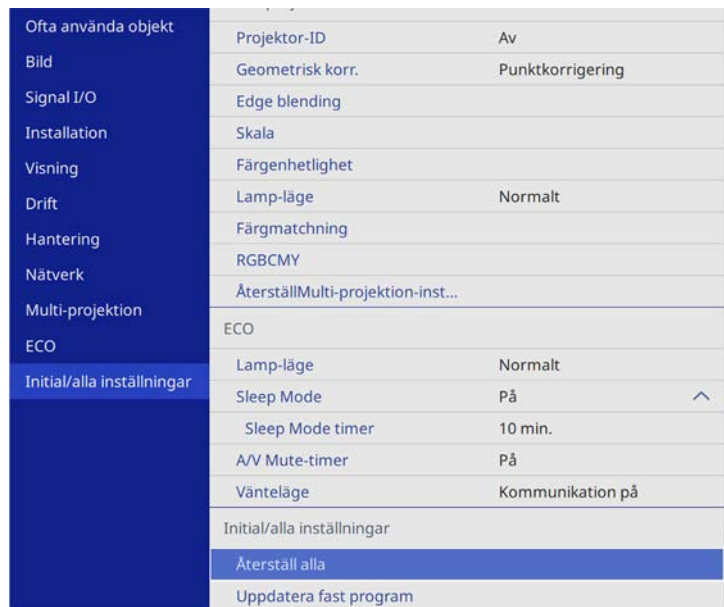 Ofta använda objekt
Bild
Signal I/O
Installation
Visning
Drift
Hantering
Nätverk
Multi-projektion
ECO
Initial/alla inställningar
Projektor-ID Av
Geometrisk korr. Punktkorrigering
Edge blending
Skala
Färgenhetlighet
Lamp-läge Normalt
Färgmatchning
RGBCMY
ÅterställMulti-projektion-inst...
ECO
Lamp-läge Normalt
Sleep Mode På
Sleep Mode timer 10 min.
A/V Mute-timer På
Vänteläge Kommunikation på
Initial/alla inställningar
Återställ alla
Uppdatera fast program